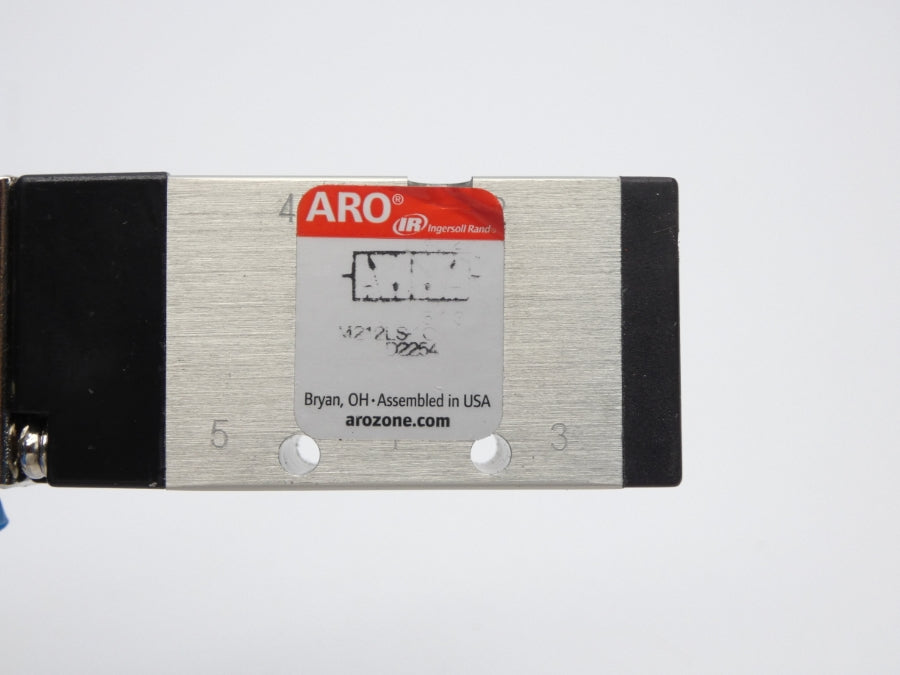 4
ARO®
IR Ingersoll Rand®
Bryan, OH • Assembled in USA
arozone.com
5
3